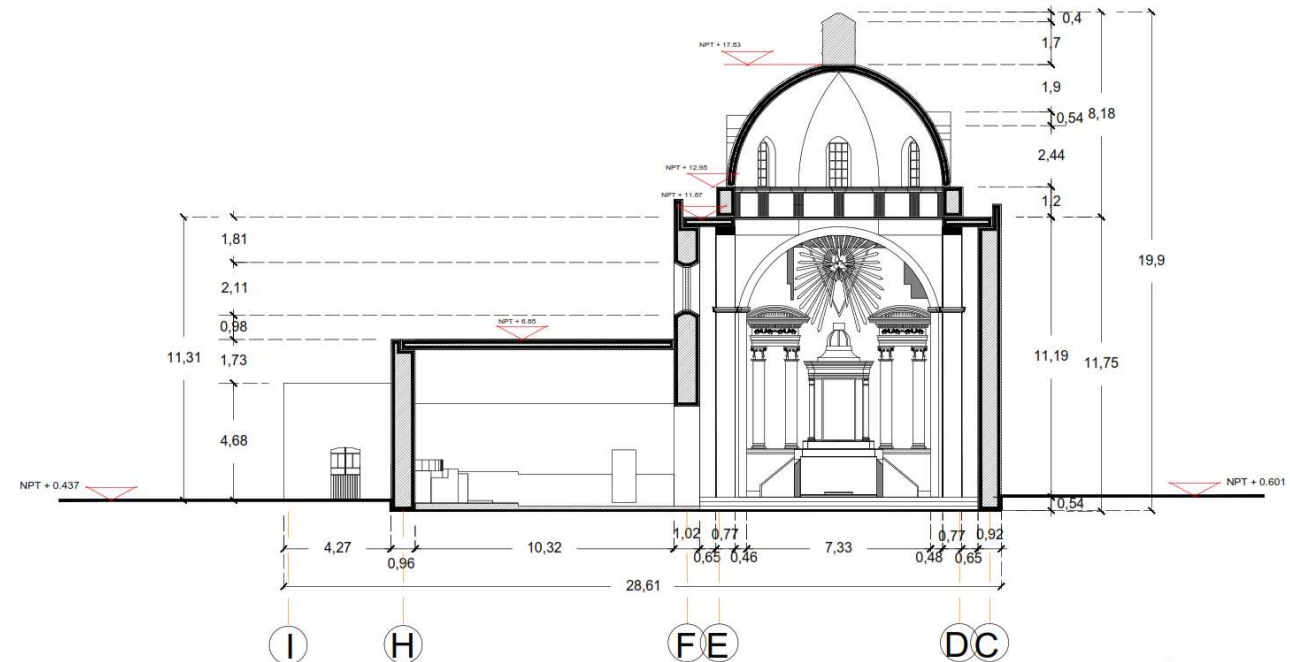 0,4
NPT + 17.83
1,7
1,9
0,54
8,18
2,44
NPT + 12.95
NPT + 11.67
1,2
1,81
19,9
2,11
NPT + 6.85
0,98
11,31
1,73
11,19
11,75
4,68
NPT + 0.437
NPT + 0.601
0,54
4,27
0,96
10,32
1,02
0,65
0,77
0,46
7,33
0,48
0,77
0,65
0,92
28,61
I
H
F
E
D
C